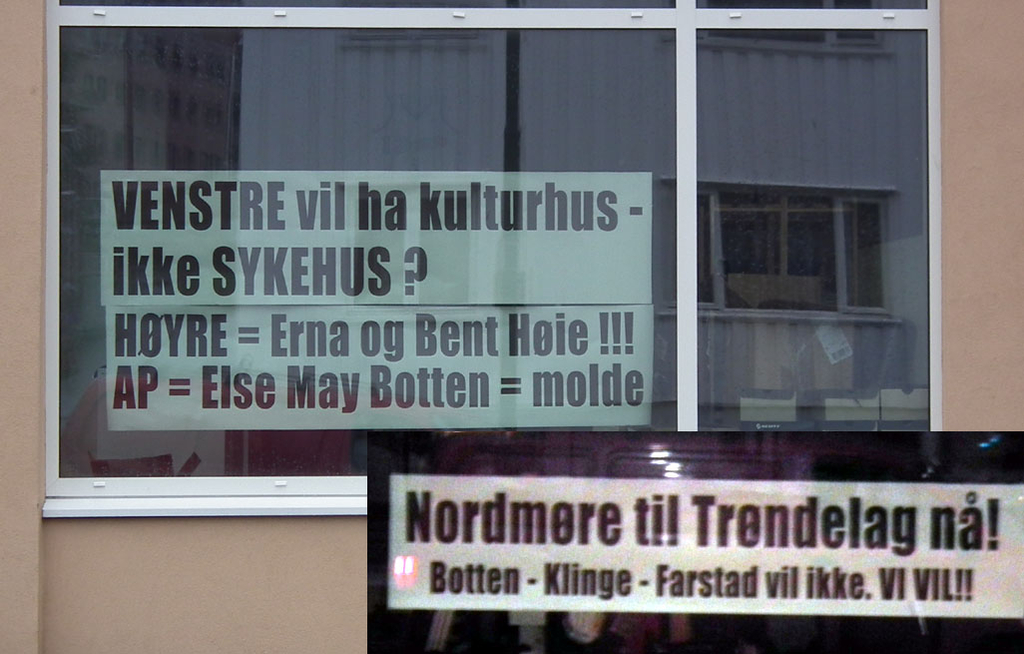 VENSTRE vil ha kulturhus -
ikke SYKEHUS ?
HØYRE = Erna og Bent Høie !!!
AP = Else May Botten = molde
Nordmøre til Trøndelag nå!
Botten - Klinge - Farstad vil ikke. VI VIL!!